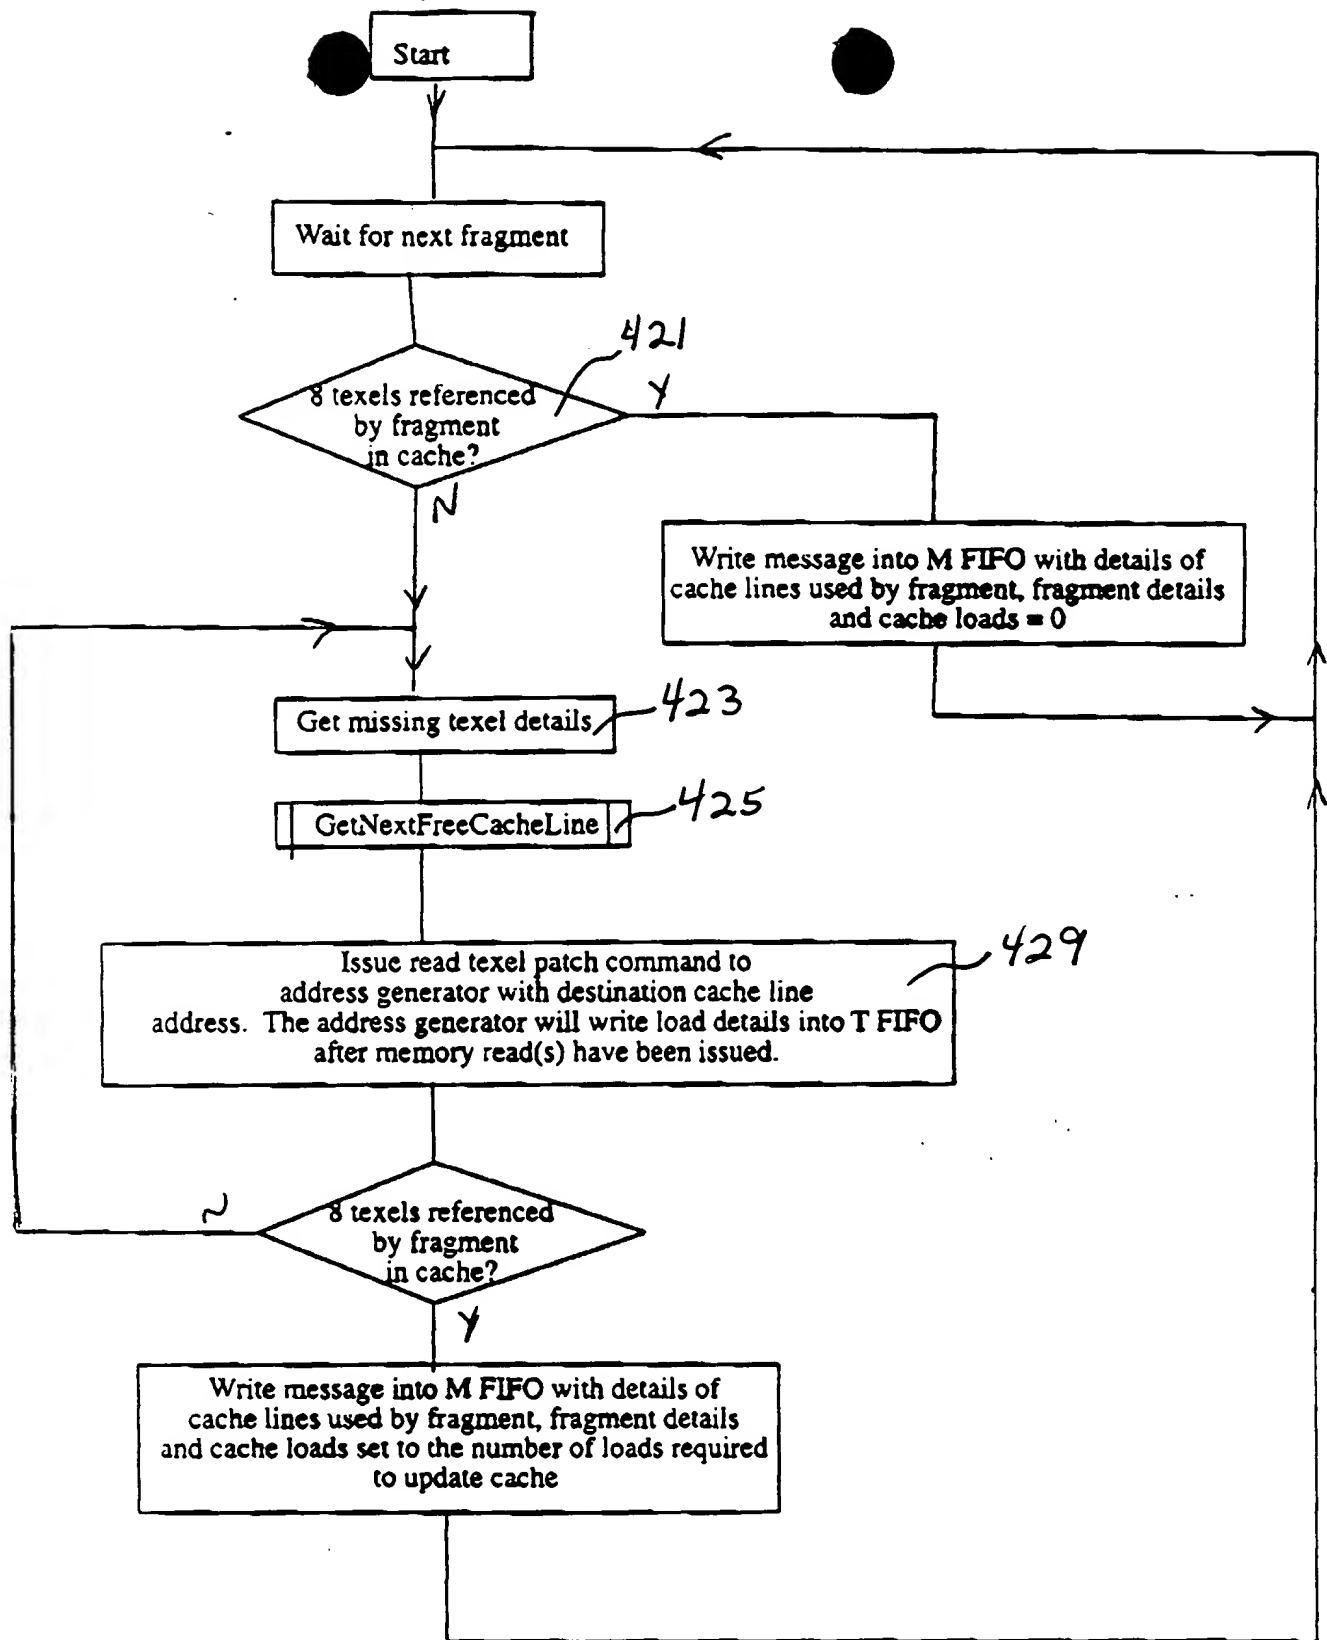 Start
Wait for next fragment
421
8 texels referenced
by fragment
in cache?
Y
N
Write message into M FIFO with details of
cache lines used by fragment, fragment details
and cache loads = 0
Get missing texel details
423
GetNextFreeCacheLine
425
Issue read texel patch command to
address generator with destination cache line
address. The address generator will write load details into T FIFO
after memory read(s) have been issued.
429
8 texels referenced
by fragment
in cache?
N
Y
Write message into M FIFO with details of
cache lines used by fragment, fragment details
and cache loads set to the number of loads required
to update cache